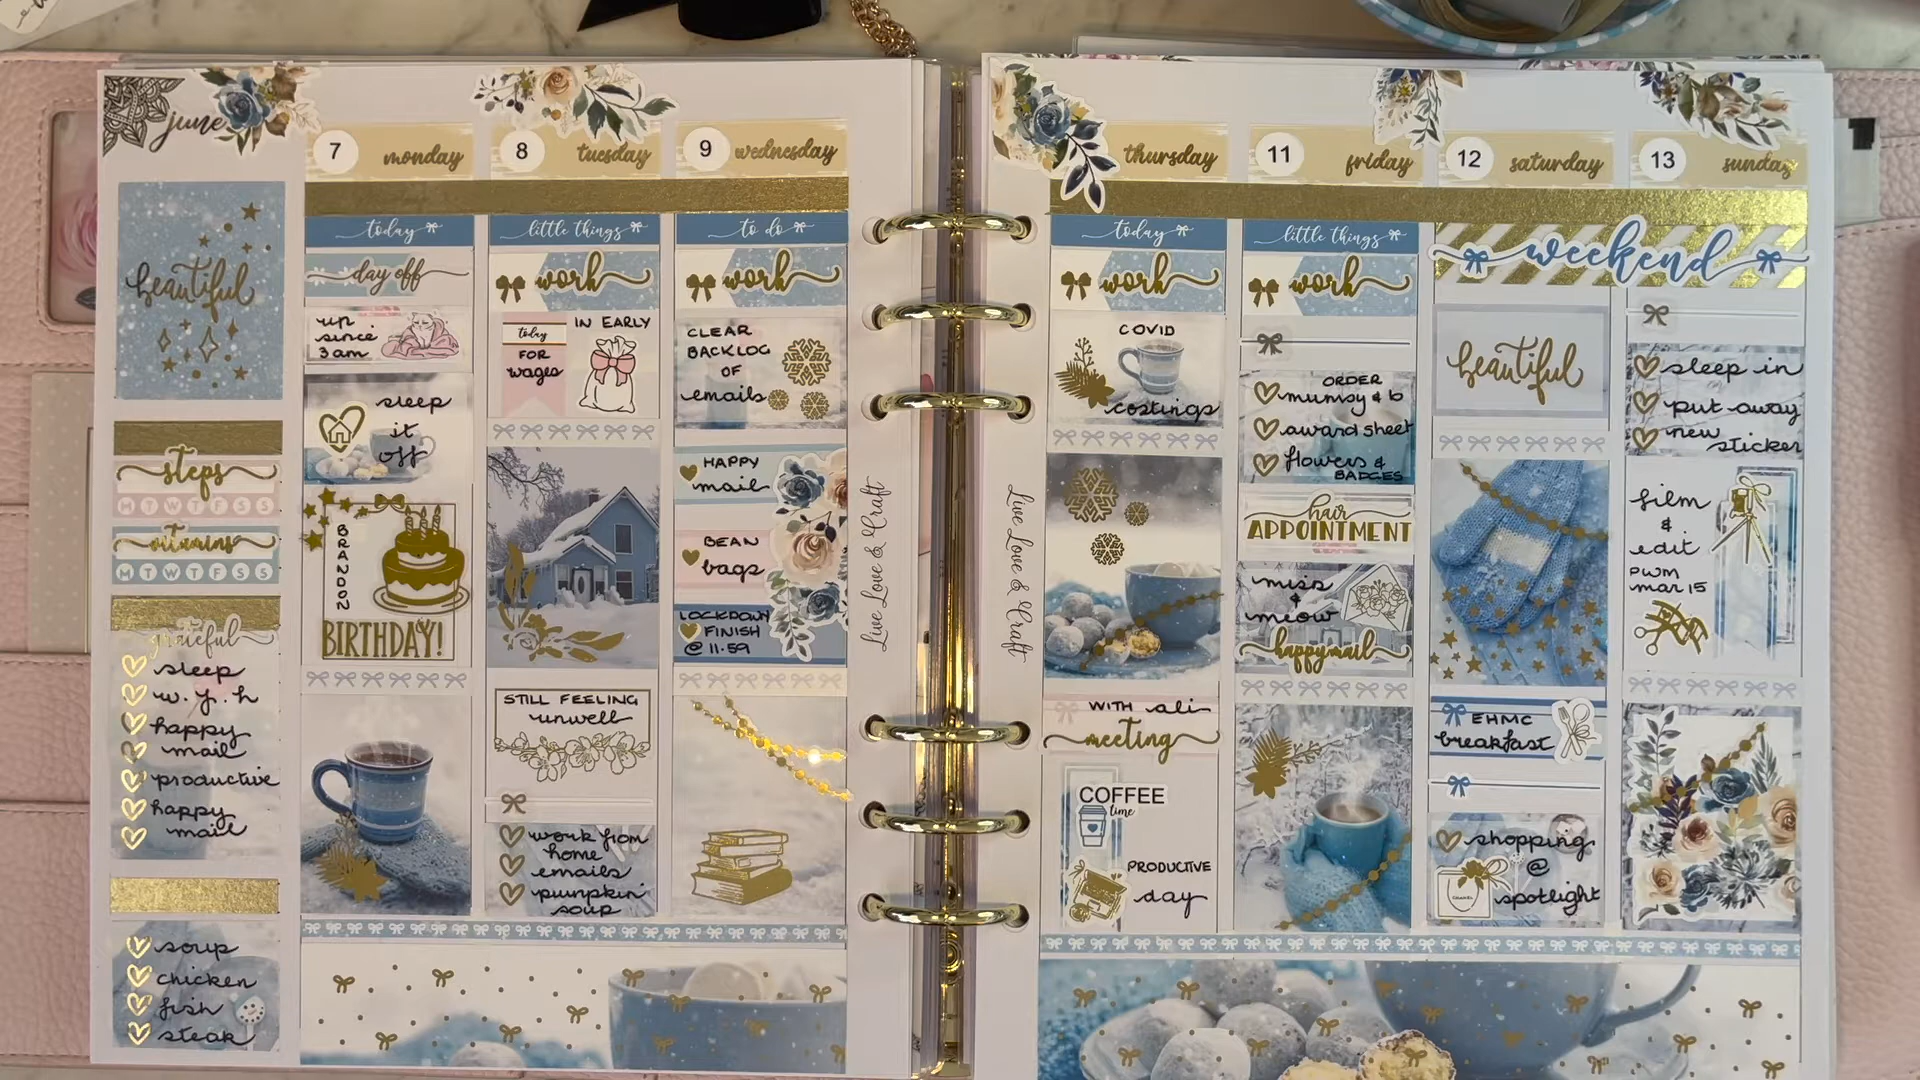 june
beautiful
steps
M T W T F S S
vitamins
M T W T F S S
grateful
sleep
w.y.h
happy
mail
productive
happy
mail
soup
chicken
fish
steak
7 monday
today
day off
up
since
3am
sleep
it
off
BRANDON
BIRTHDAY!
8 tuesday
little things
work
today
IN EARLY
FOR
wages
STILL FEELING
unwell
work from
home
emails
pumpkin
soup
9 wednesday
to do
work
CLEAR
BACKLOG
OF
emails
HAPPY
mail
BEAN
bags
LOCKDOWN
FINISH
@ 11.59
Live Love & Craft
Live Love & Craft
thursday
today
work
COVID
costings
WITH ali
meeting
COFFEE
time
PRODUCTIVE
day
11 friday
little things
work
ORDER
mumsy & b
award sheet
flowers &
BADGES
hair
APPOINTMENT
miss
&
meow
happymail
12 saturday
weekend
beautiful
EHMC
breakfast
shopping
@
spotlight
CHANEL
13 sunday
sleep in
put away
new
sticker
film
&
edit
PWM
mar 15